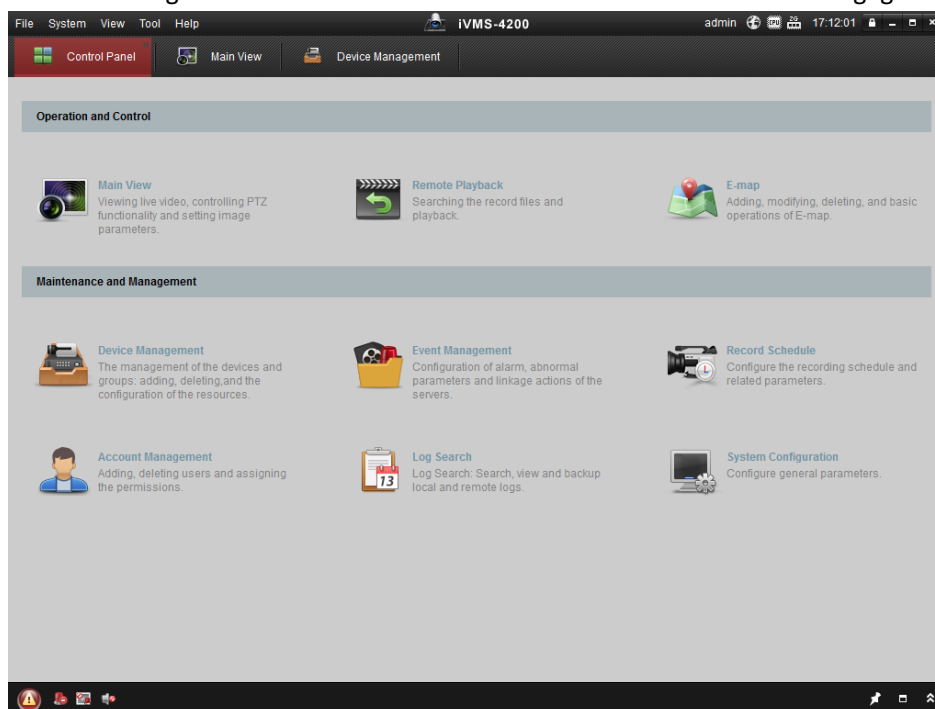 File System View Tool Help iVMS-4200 admin 17:12:01
Control Panel Main View Device Management
Operation and Control
Main View
Viewing live video, controlling PTZ
functionality and setting image
parameters.
Remote Playback
Searching the record files and
playback.
E-map
Adding, modifying, deleting, and basic
operations of E-map.
Maintenance and Management
Device Management
The management of the devices and
groups: adding, deleting,and the
configuration of the resources.
Event Management
Configuration of alarm, abnormal
parameters and linkage actions of the
servers.
Record Schedule
Configure the recording schedule and
related parameters.
Account Management
Adding, deleting users and assigning
the permissions.
13
Log Search
Log Search: Search, view and backup
local and remote logs.
System Configuration
Configure general parameters.